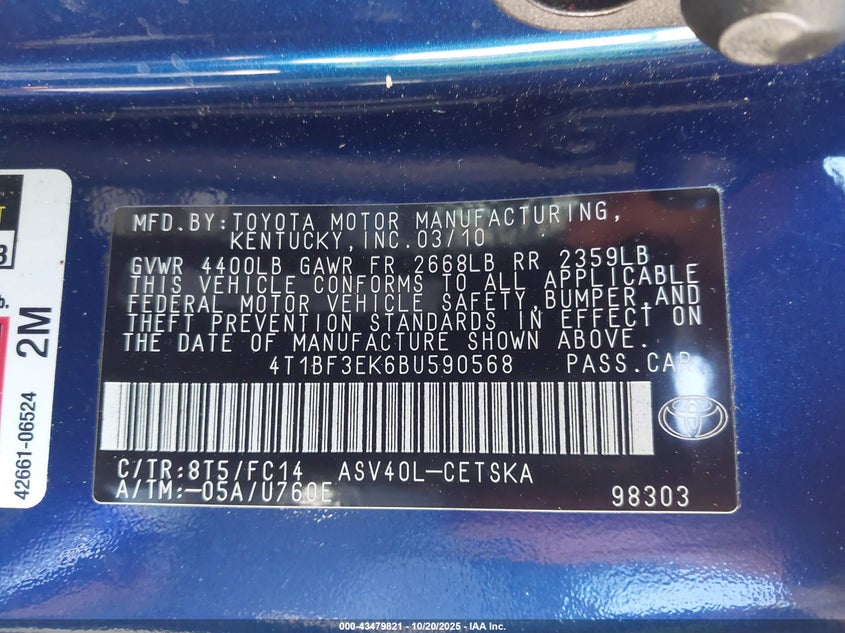 MFD.BY:TOYOTA MOTOR MANUFACTURING,
KENTUCKY,INC.03/10
GVWR 4400LB GAWR FR 2668LB RR 2359LB
THIS VEHICLE CONFORMS TO ALL APPLICABLE
FEDERAL MOTOR VEHICLE SAFETY,BUMPER,AND
THEFT PREVENTION STANDARDS IN EFFECT ON
THE DATE OF MANUFACTURE SHOWN ABOVE.
4T1BF3EK6BU590568 PASS.CAR
C/TR:8T5/FC14 ASV40L-CETSKA
A/TM:-05A/U760E 98303
2M
42661-06524
000-43479821 - 10/20/2025 - IAA Inc.